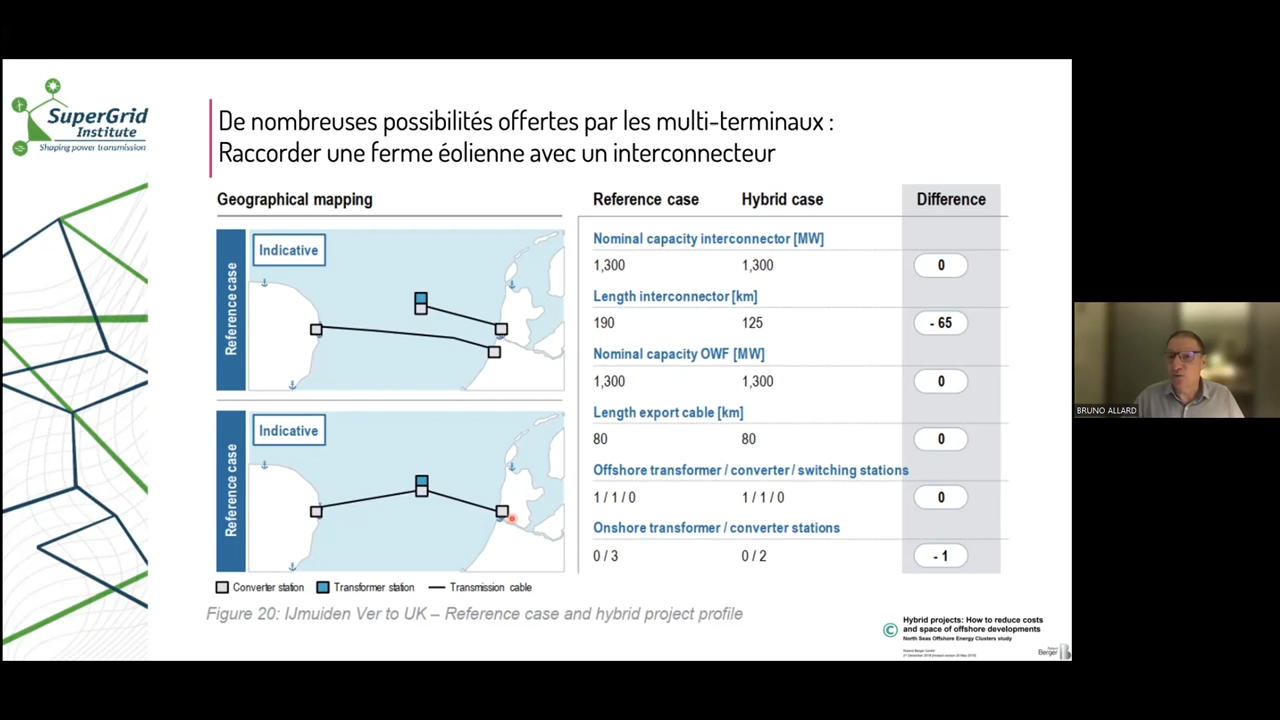 SuperGrid
Institute
Shaping power transmission
De nombreuses possibilités offertes par les multi-terminaux :
Raccorder une ferme éolienne avec un interconnecteur
Geographical mapping
Reference case
Indicative
Reference case
Indicative
Converter station
Transformer station
Transmission cable
Reference case Hybrid case Difference
Nominal capacity interconnector [MW]
1,300 1,300 0
Length interconnector [km]
190 125 - 65
Nominal capacity OWF [MW]
1,300 1,300 0
Length export cable [km]
80 80 0
Offshore transformer / converter / switching stations
1 / 1 / 0 1 / 1 / 0 0
Onshore transformer / converter stations
0 / 3 0 / 2 - 1
Figure 20: IJmuiden Ver to UK – Reference case and hybrid project profile
© Hybrid projects: How to reduce costs
and space of offshore developments
North Seas Offshore Energy Clusters study
Roland Berger GmbH
Roland
Berger B
BRUNO ALLARD